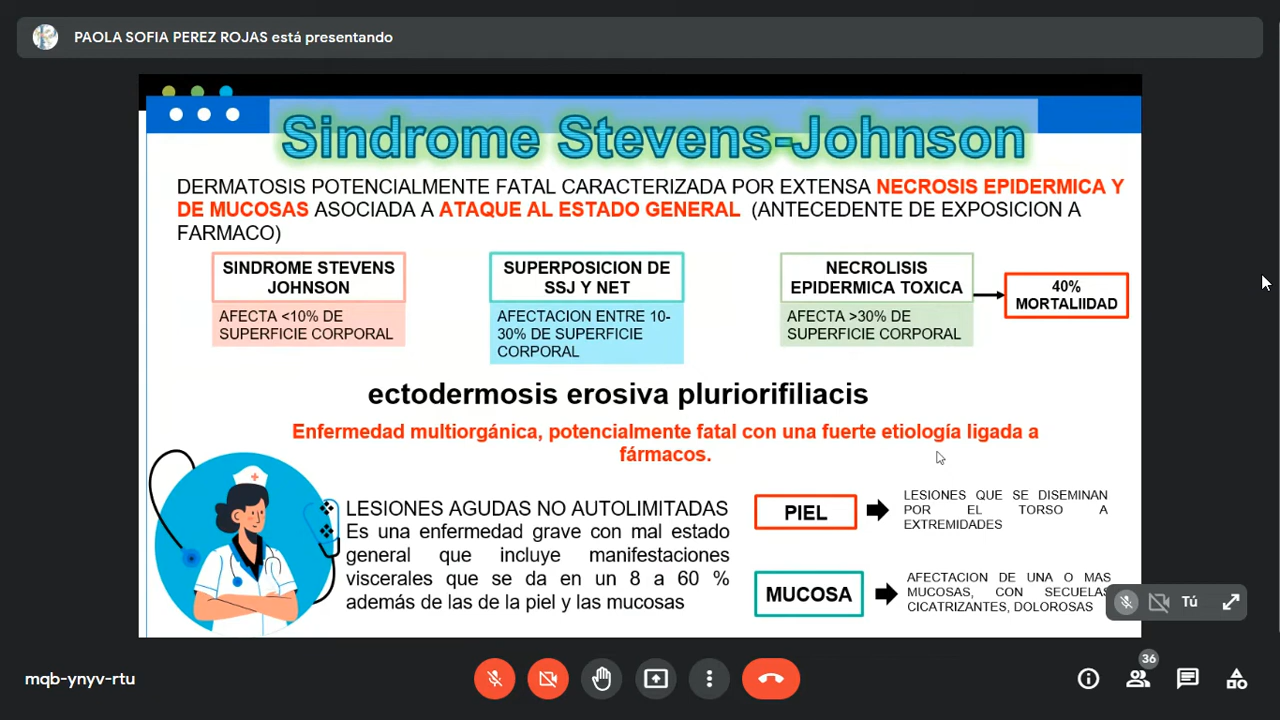 PAOLA SOFIA PEREZ ROJAS está presentando
Sindrome Stevens-Johnson
DERMATOSIS POTENCIALMENTE FATAL CARACTERIZADA POR EXTENSA NECROSIS EPIDERMICA Y
DE MUCOSAS ASOCIADA A ATAQUE AL ESTADO GENERAL (ANTECEDENTE DE EXPOSICION A
FARMACO)
SINDROME STEVENS
JOHNSON
AFECTA <10% DE
SUPERFICIE CORPORAL
SUPERPOSICION DE
SSJ Y NET
AFECTACION ENTRE 10-
30% DE SUPERFICIE
CORPORAL
NECROLISIS
EPIDERMICA TOXICA
AFECTA >30% DE
SUPERFICIE CORPORAL
40%
MORTALIIDAD
ectodermosis erosiva pluriorifiliacis
Enfermedad multiorgánica, potencialmente fatal con una fuerte etiología ligada a
fármacos.
LESIONES AGUDAS NO AUTOLIMITADAS
Es una enfermedad grave con mal estado
general que incluye manifestaciones
viscerales que se da en un 8 a 60 %
además de las de la piel y las mucosas
PIEL
LESIONES QUE SE DISEMINAN
POR EL TORSO A
EXTREMIDADES
MUCOSA
AFECTACION DE UNA O MAS
MUCOSAS, CON SECUELAS
CICATRIZANTES, DOLOROSAS
Tú
mqb-ynyv-rtu
36